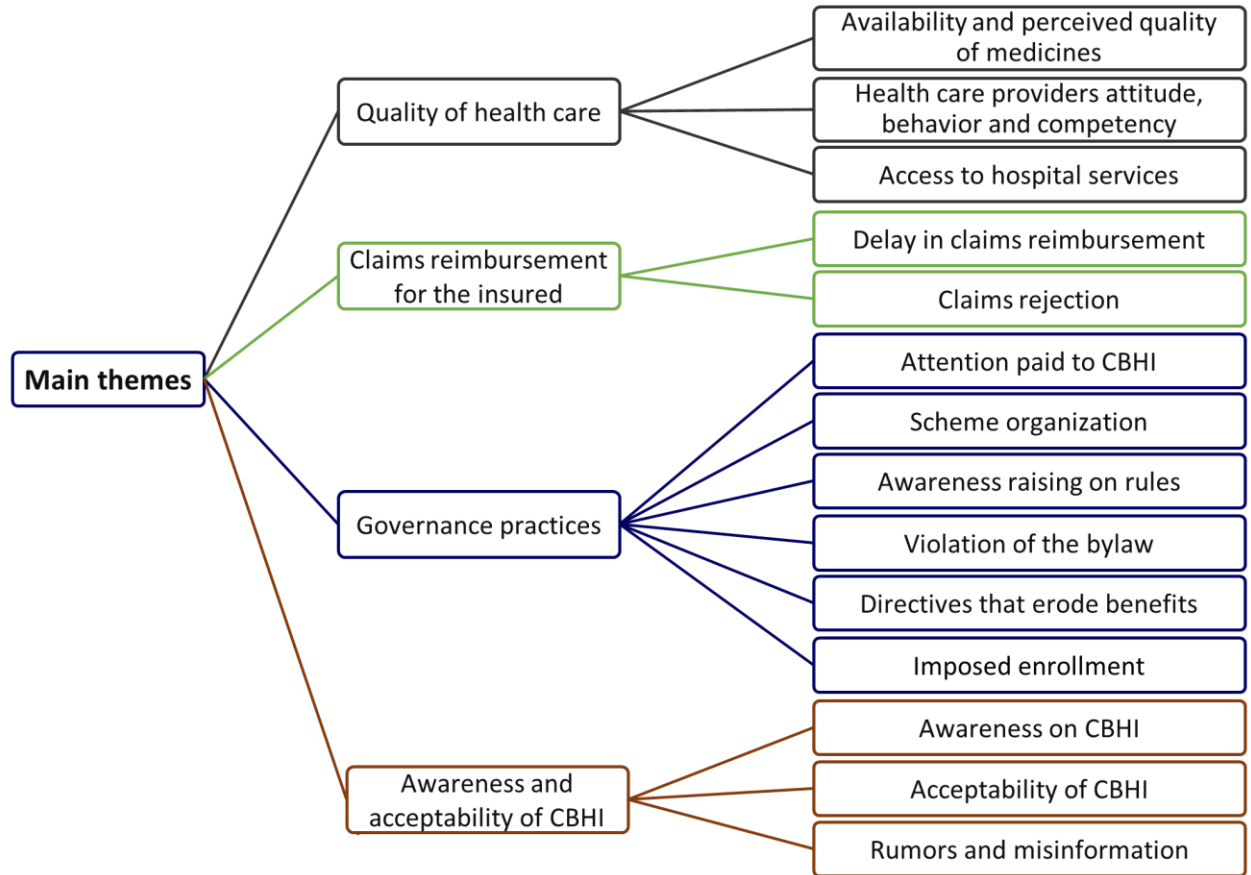 Main themes
Quality of health care
Availability and perceived quality
of medicines
Health care providers attitude,
behavior and competency
Access to hospital services
Claims reimbursement
for the insured
Delay in claims reimbursement
Claims rejection
Governance practices
Attention paid to CBHI
Scheme organization
Awareness raising on rules
Violation of the bylaw
Directives that erode benefits
Imposed enrollment
Awareness and
acceptability of CBHI
Awareness on CBHI
Acceptability of CBHI
Rumors and misinformation